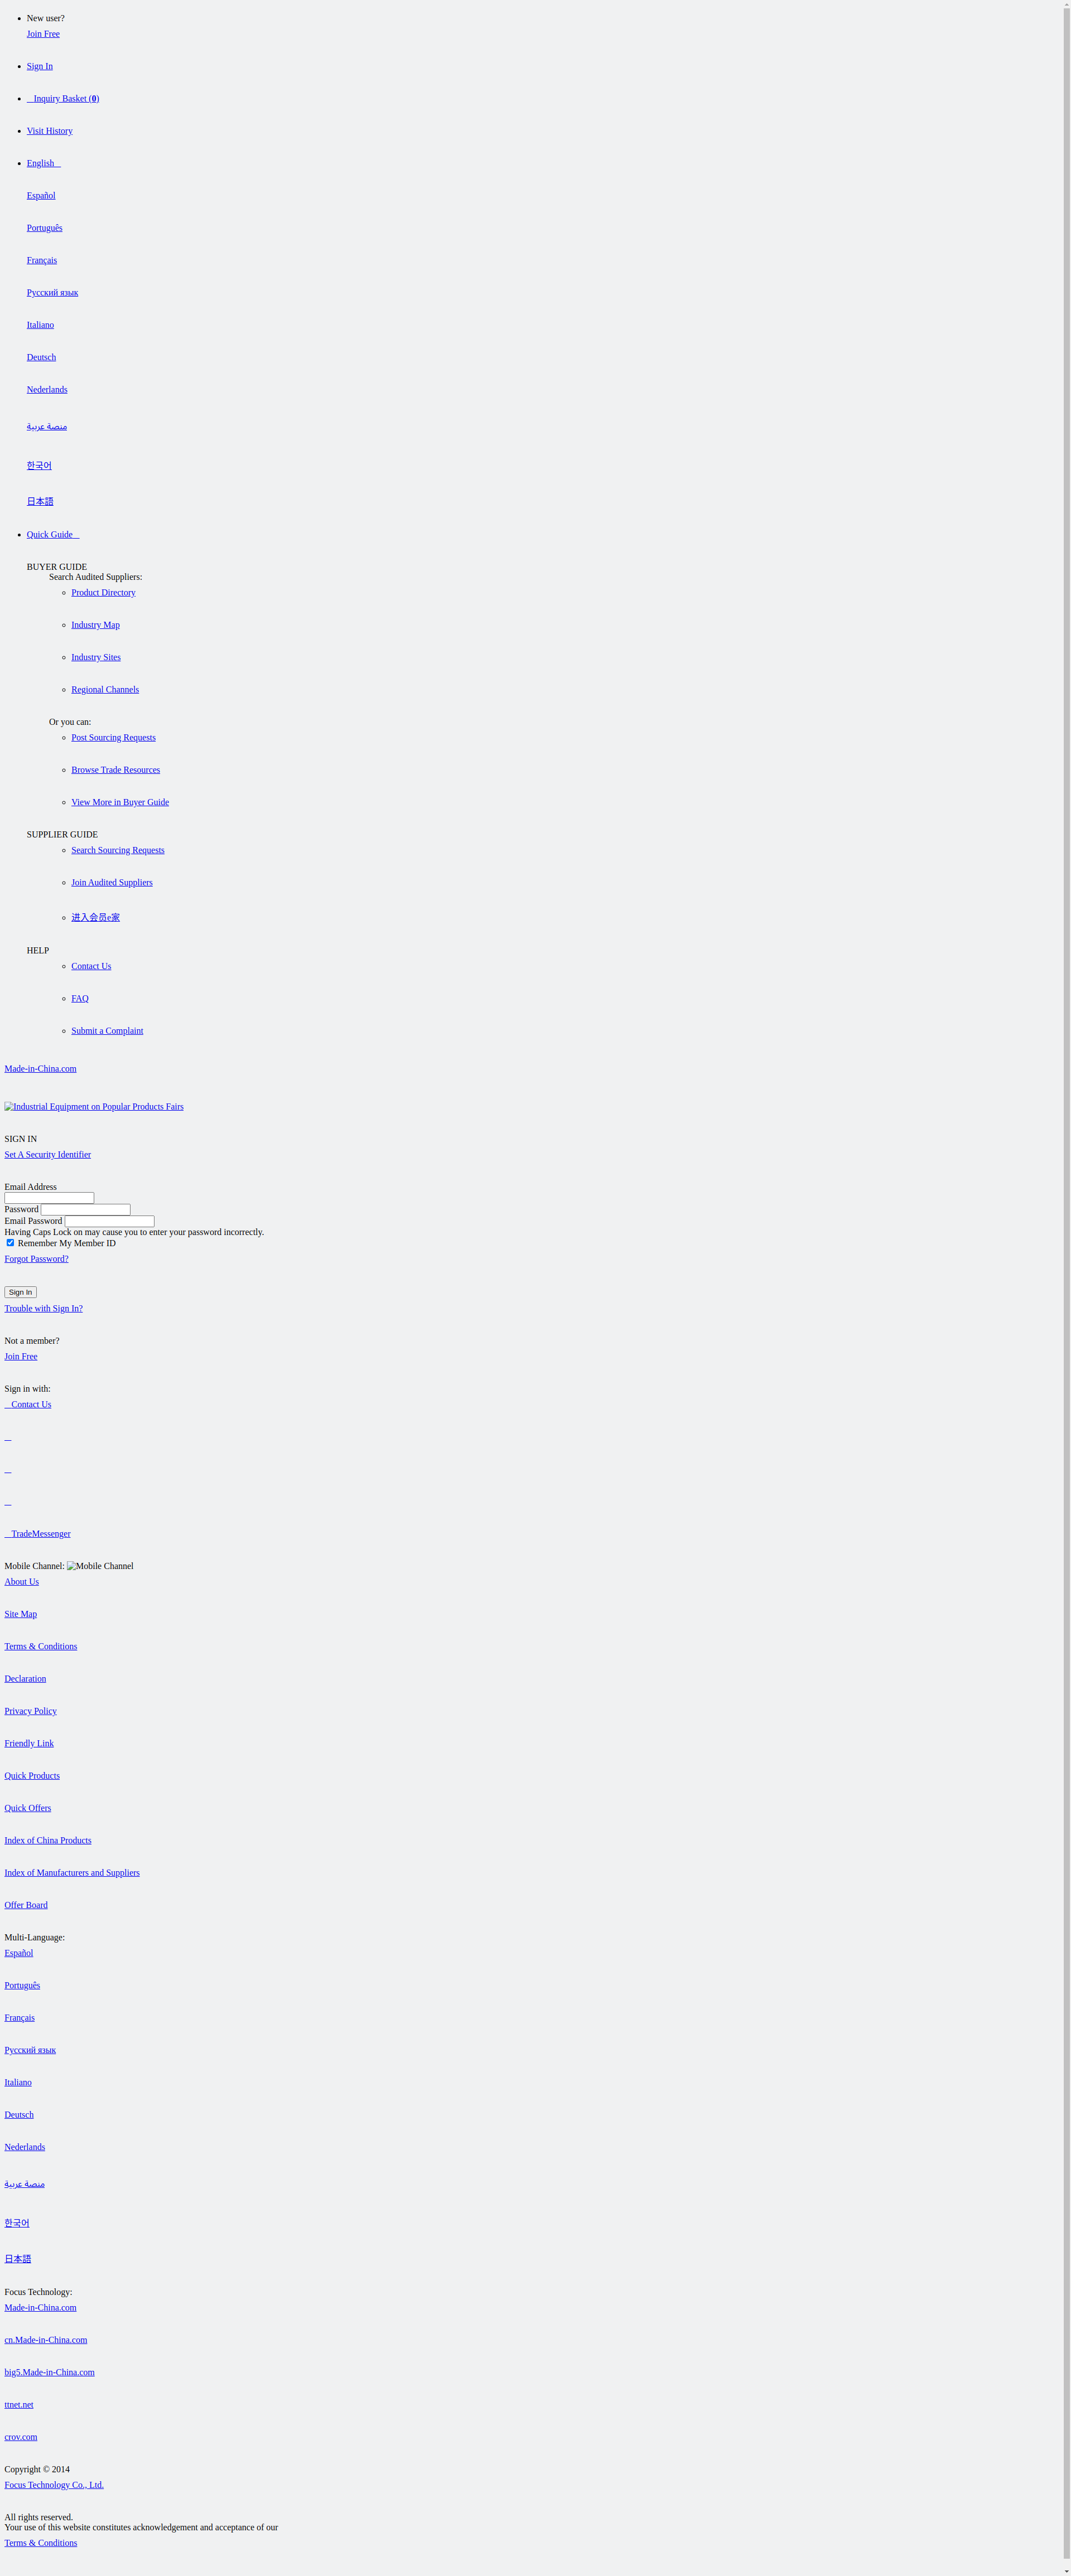 New user?
Join Free
Sign In
Inquiry Basket (0)
Visit History
English
Español
Português
Français
Русский язык
Italiano
Deutsch
Nederlands
منصة عربية
한국어
日本語
Quick Guide
BUYER GUIDE
Search Audited Suppliers:
Product Directory
Industry Map
Industry Sites
Regional Channels
Or you can:
Post Sourcing Requests
Browse Trade Resources
View More in Buyer Guide
SUPPLIER GUIDE
Search Sourcing Requests
Join Audited Suppliers
进入会员e家
HELP
Contact Us
FAQ
Submit a Complaint
Made-in-China.com
Industrial Equipment on Popular Products Fairs
SIGN IN
Set A Security Identifier
Email Address
Password
Email Password
Having Caps Lock on may cause you to enter your password incorrectly.
Remember My Member ID
Forgot Password?
Sign In
Trouble with Sign In?
Not a member?
Join Free
Sign in with:
Contact Us
TradeMessenger
Mobile Channel: Mobile Channel
About Us
Site Map
Terms & Conditions
Declaration
Privacy Policy
Friendly Link
Quick Products
Quick Offers
Index of China Products
Index of Manufacturers and Suppliers
Offer Board
Multi-Language:
Español
Português
Français
Русский язык
Italiano
Deutsch
Nederlands
منصة عربية
한국어
日本語
Focus Technology:
Made-in-China.com
cn.Made-in-China.com
big5.Made-in-China.com
ttnet.net
crov.com
Copyright © 2014
Focus Technology Co., Ltd.
All rights reserved.
Your use of this website constitutes acknowledgement and acceptance of our
Terms & Conditions